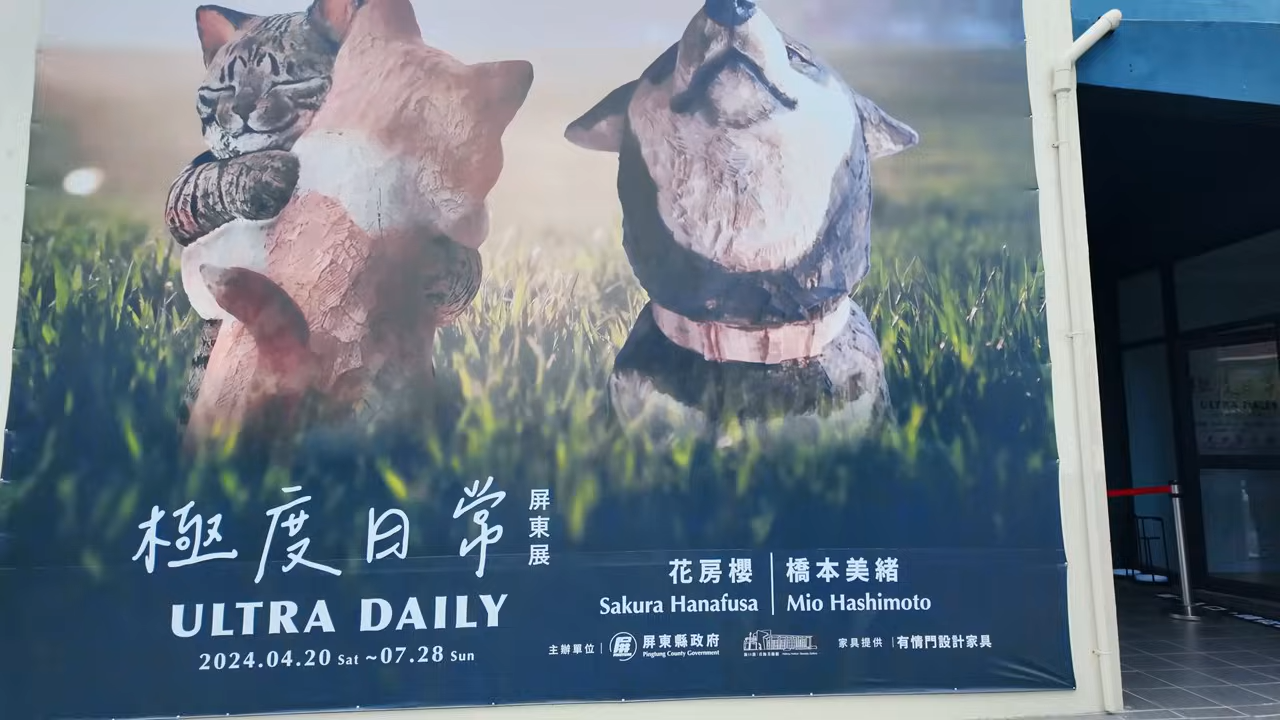 極度日常
屏東展
ULTRA DAILY
2024.04.20 Sat ~07.28 Sun
花房櫻 | 橋本美緒
Sakura Hanafusa | Mio Hashimoto
主辦單位 | 屏 屏東縣政府
Pingtung County Government
家具提供 | 有情門設計家具
ULTRA DAILY